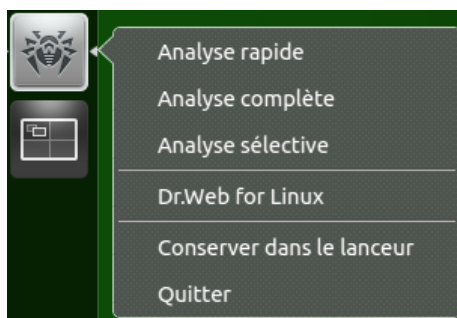 Analyse rapide
Analyse complète
Analyse sélective
Dr.Web for Linux
Conserver dans le lanceur
Quitter